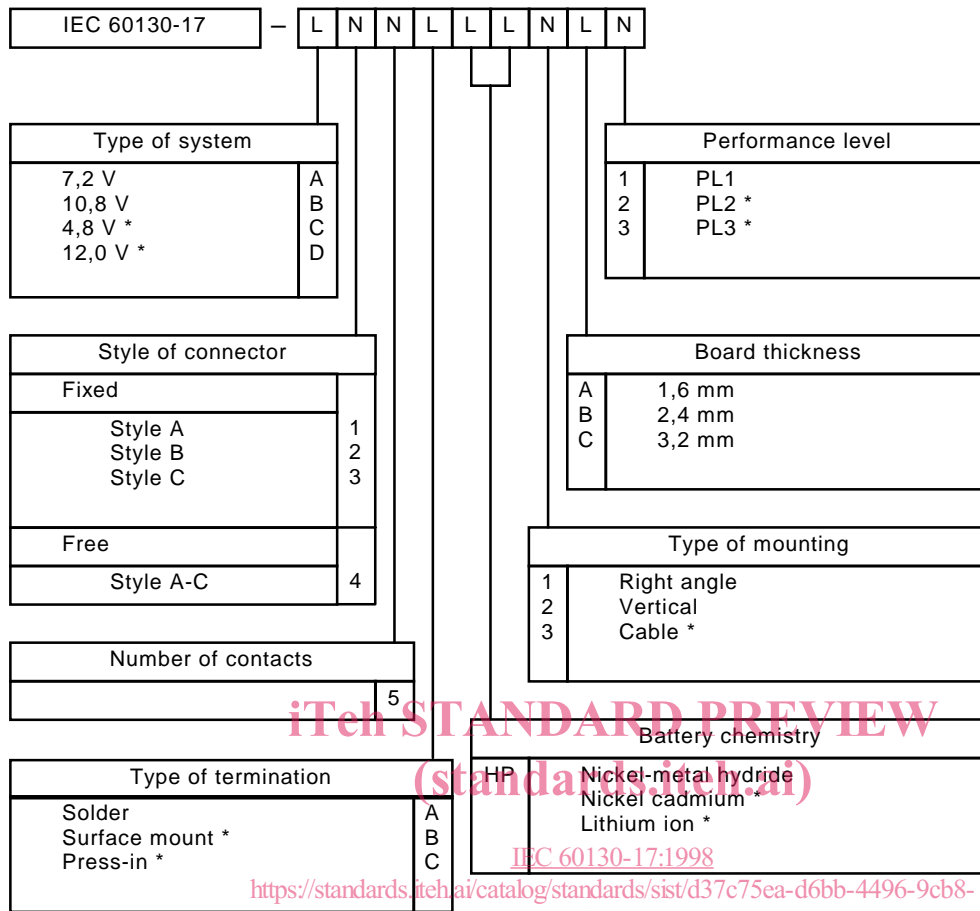 IEC 60130-17 – L N N L L L N L N
Type of system
7,2 V A
10,8 V B
4,8 V * C
12,0 V * D
Performance level
1 PL1
2 PL2 *
3 PL3 *
Style of connector
Fixed
Style A 1
Style B 2
Style C 3
Free
Style A-C 4
Board thickness
A 1,6 mm
B 2,4 mm
C 3,2 mm
Type of mounting
1 Right angle
2 Vertical
3 Cable *
Number of contacts
5
iTeh STANDARD PREVIEW
(standards.iteh.ai)
Battery chemistry
HP Nickel-metal hydride
Nickel cadmium *
Lithium ion *
Type of termination
Solder A
Surface mount * B
Press-in * C
IEC 60130-17:1998
https://standards.iteh.ai/catalog/standards/sist/d37c75ea-d6bb-4496-9cb8-